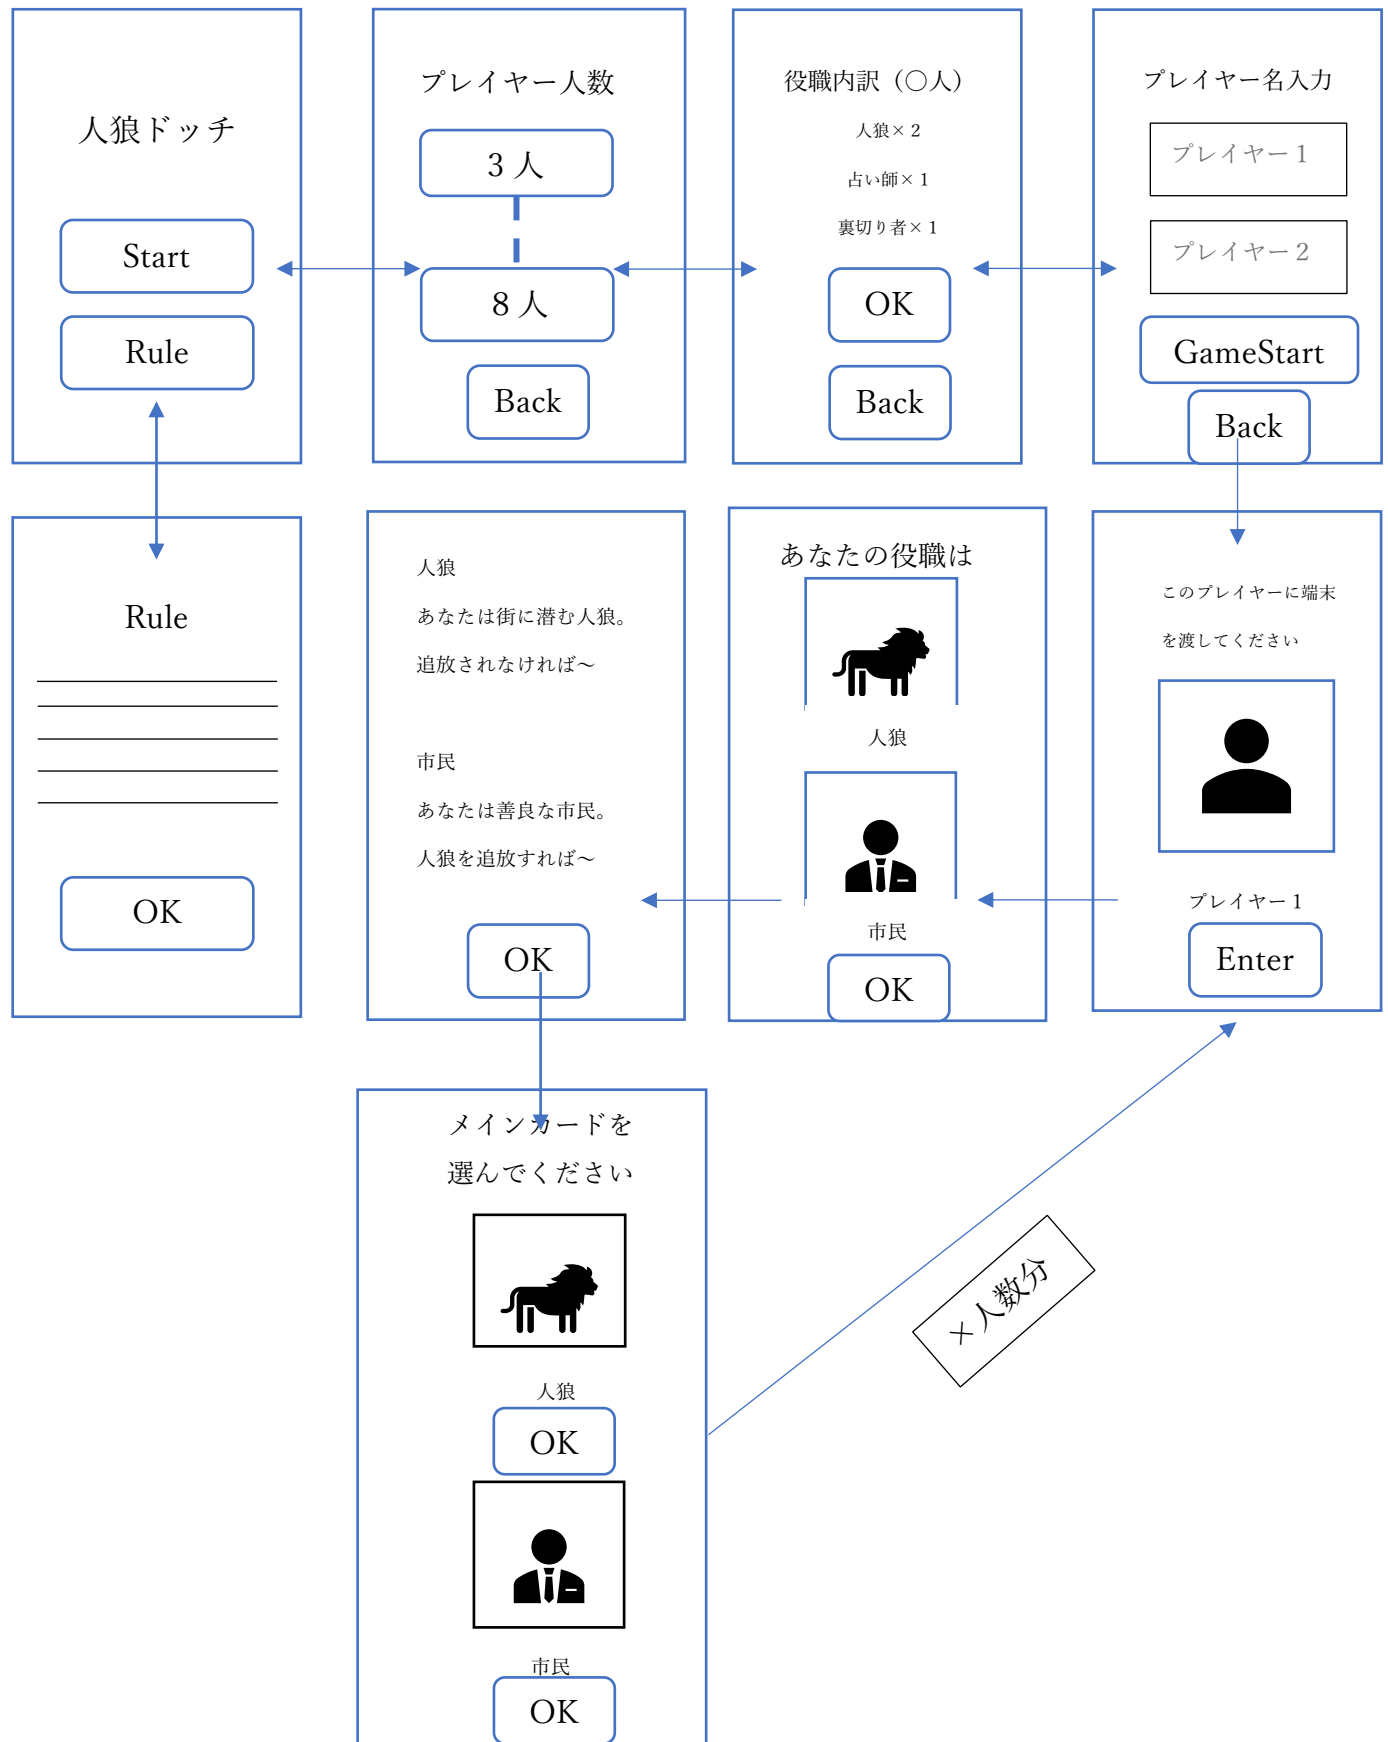 人狼ドッチ
Start
Rule
プレイヤー人数
3人
8人
Back
役職内訳（○人）
人狼×2
占い師×1
裏切り者×1
OK
Back
プレイヤー名入力
プレイヤー1
プレイヤー2
GameStart
Back
Rule
OK
人狼
あなたは街に潜む人狼。
追放されなければ～
市民
あなたは善良な市民。
人狼を追放すれば～
OK
あなたの役職は
人狼
市民
OK
このプレイヤーに端末
を渡してください
プレイヤー1
Enter
メインカードを
選んでください
人狼
OK
市民
OK
×人数分